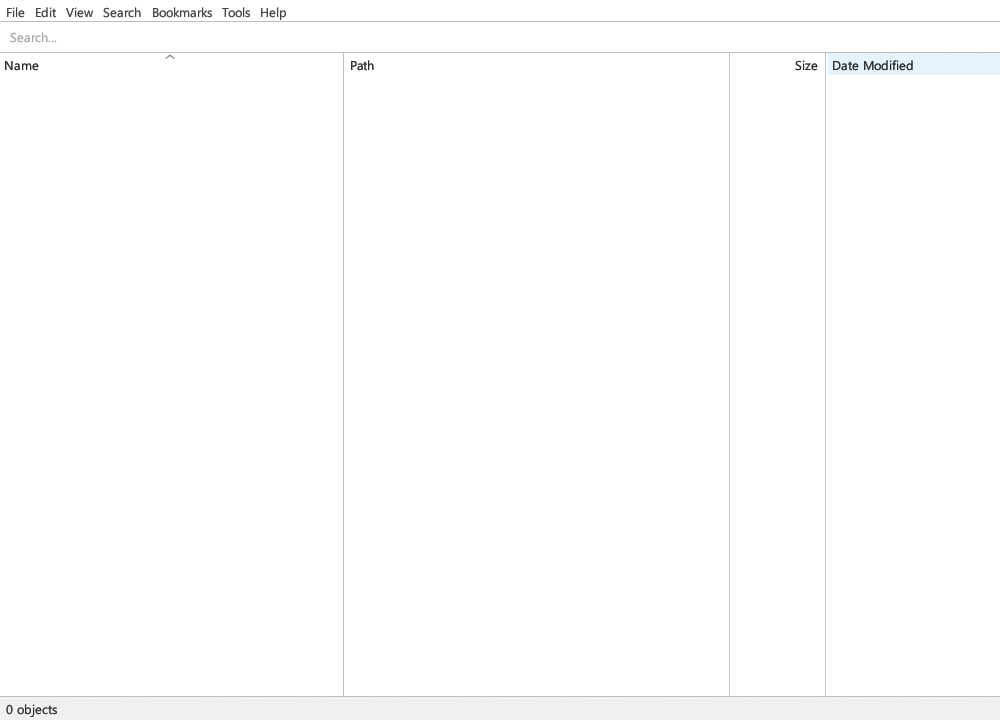 File Edit View Search Bookmarks Tools Help
Search...
Name Path Size Date Modified
0 objects